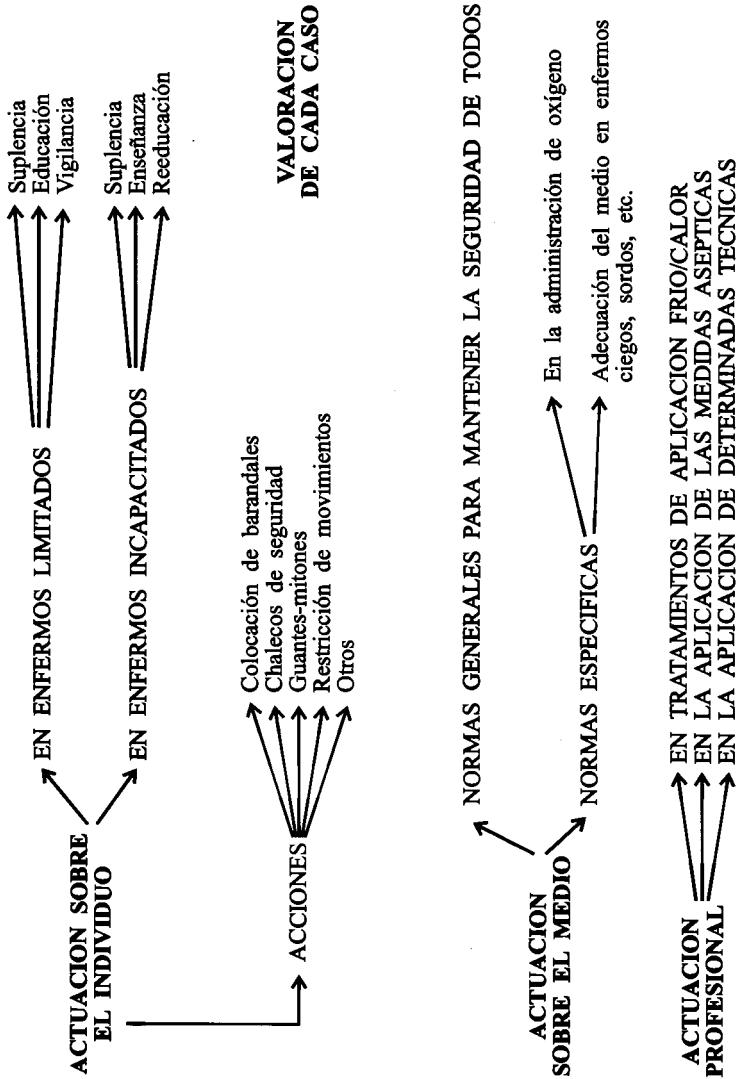 ACTUACION SOBRE
EL INDIVIDUO
EN ENFERMOS LIMITADOS
Suplencia
Educación
Vigilancia
EN ENFERMOS INCAPACITADOS
Suplencia
Enseñanza
Reeducación
ACCIONES
Colocación de barandales
Chalecos de seguridad
Guantes-mitones
Restricción de movimientos
Otros
VALORACION
DE CADA CASO
ACTUACION
SOBRE EL MEDIO
NORMAS GENERALES PARA MANTENER LA SEGURIDAD DE TODOS
NORMAS ESPECIFICAS
En la administración de oxígeno
Adecuación del medio en enfermos
ciegos, sordos, etc.
ACTUACION
PROFESIONAL
EN TRATAMIENTOS DE APLICACION FRIO/CALOR
EN LA APLICACION DE LAS MEDIDAS ASEPTICAS
EN LA APLICACION DE DETERMINADAS TECNICAS